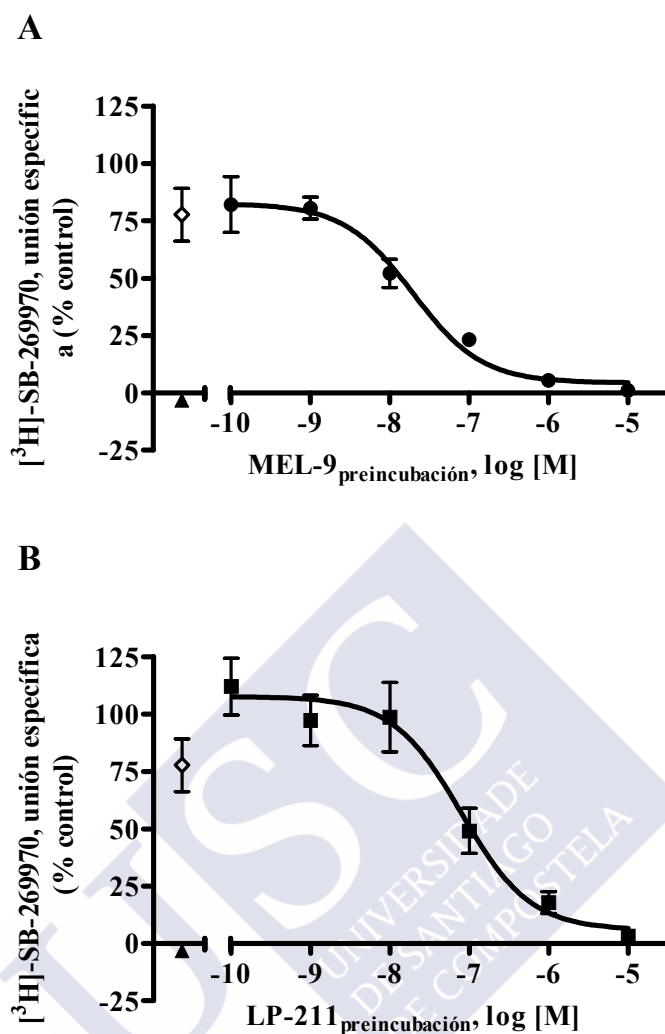 A
[³H]-SB-269970, unión específic
a (% control)
125
100
75
50
25
0
-25
-10 -9 -8 -7 -6 -5
MEL-9preincubación, log [M]
B
[³H]-SB-269970, unión específica
(% control)
125
100
75
50
25
0
-25
-10 -9 -8 -7 -6 -5
LP-211preincubación, log [M]
USC
UNIVERSIDADE
DE SANTIAGO
DE COMPOSTELA